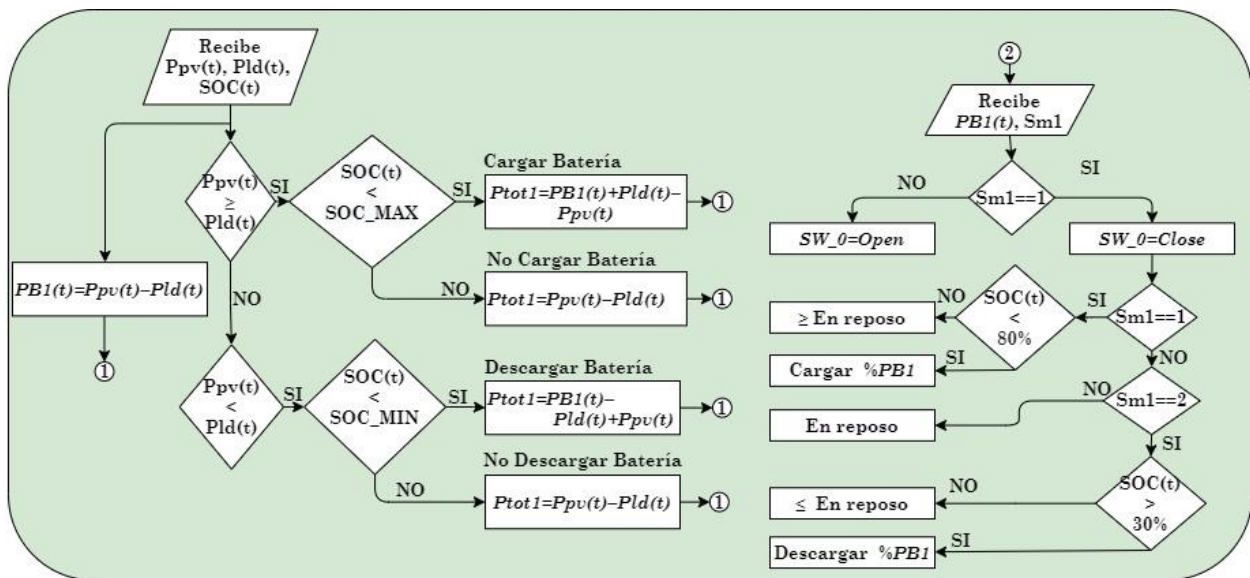 Recibe
Ppv(t), Pld(t),
SOC(t)
PB1(t)=Ppv(t)−Pld(t)
1
Ppv(t)
≥
Pld(t)
SI
NO
SOC(t)
<
SOC_MAX
SI
NO
Cargar Batería
Ptot1=PB1(t)+Pld(t)−
Ppv(t)
1
No Cargar Batería
Ptot1=Ppv(t)−Pld(t)
1
Ppv(t)
<
Pld(t)
SI
SOC(t)
<
SOC_MIN
SI
NO
Descargar Batería
Ptot1=PB1(t)−
Pld(t)+Ppv(t)
1
No Descargar Batería
Ptot1=Ppv(t)−Pld(t)
1
2
Recibe
PB1(t), Sm1
Sm1==1
NO
SI
SW_0=Open
SW_0=Close
Sm1==1
SI
NO
SOC(t)
<
80%
NO
SI
≥ En reposo
Cargar %PB1
Sm1==2
NO
SI
En reposo
SOC(t)
>
30%
NO
SI
≤ En reposo
Descargar %PB1